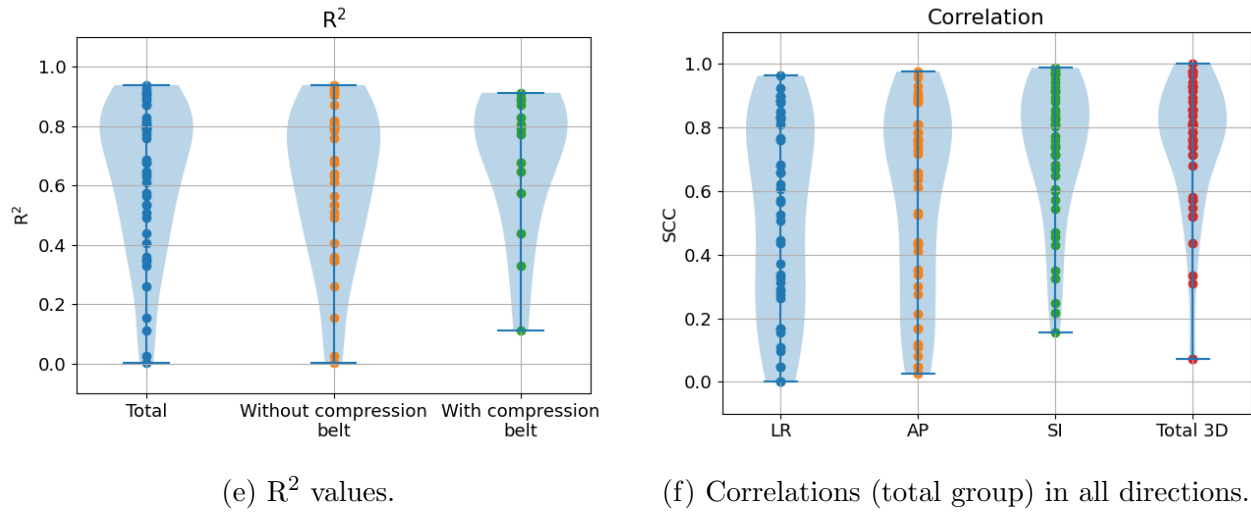 R²
1.0
0.8
0.6
0.4
0.2
0.0
R²
Total
Without compression
belt
With compression
belt
(e) R² values.
Correlation
1.0
0.8
0.6
0.4
0.2
0.0
SCC
LR
AP
SI
Total 3D
(f) Correlations (total group) in all directions.